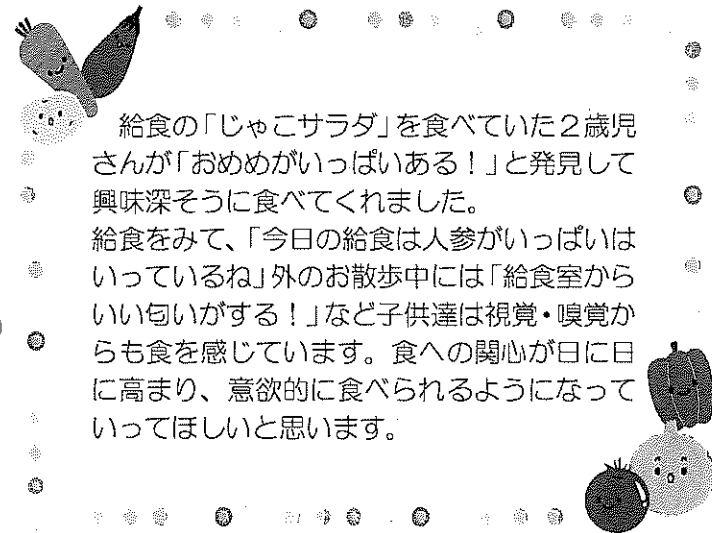 給食の「じゃこサラダ」を食べていた２歳児
さんが「おめめがいっぱいある！」と発見して
興味深そうに食べてくれました。
給食をみて、「今日の給食は人参がいっぱいは
いっているね」外のお散歩中には「給食室から
いい匂いがする！」など子供達は視覚・嗅覚か
らも食を感じています。食への関心が日に日
に高まり、意欲的に食べられるようになって
いってほしいと思います。